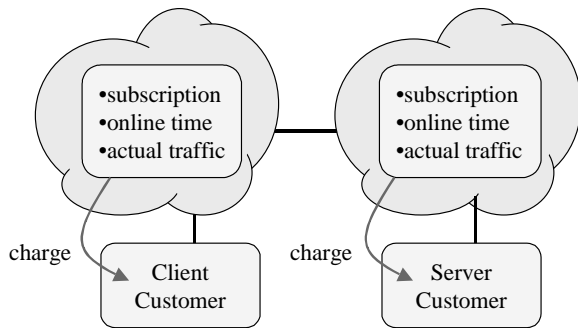 •subscription
•online time
•actual traffic
•subscription
•online time
•actual traffic
charge
Client
Customer
charge
Server
Customer